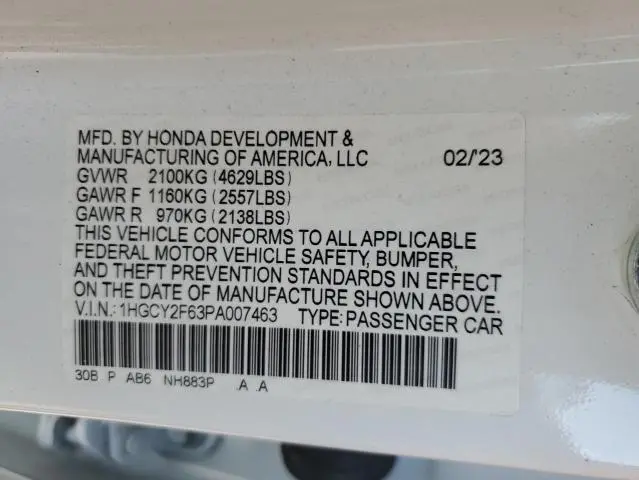 MFD. BY HONDA DEVELOPMENT &
MANUFACTURING OF AMERICA, LLC 02/'23
GVWR 2100KG (4629LBS)
GAWR F 1160KG (2557LBS)
GAWR R 970KG (2138LBS)
THIS VEHICLE CONFORMS TO ALL APPLICABLE
FEDERAL MOTOR VEHICLE SAFETY, BUMPER,
AND THEFT PREVENTION STANDARDS IN EFFECT
ON THE DATE OF MANUFACTURE SHOWN ABOVE.
V.I.N.: 1HGCY2F63PA007463 TYPE: PASSENGER CAR
30B P AB6 NH883P .A .A